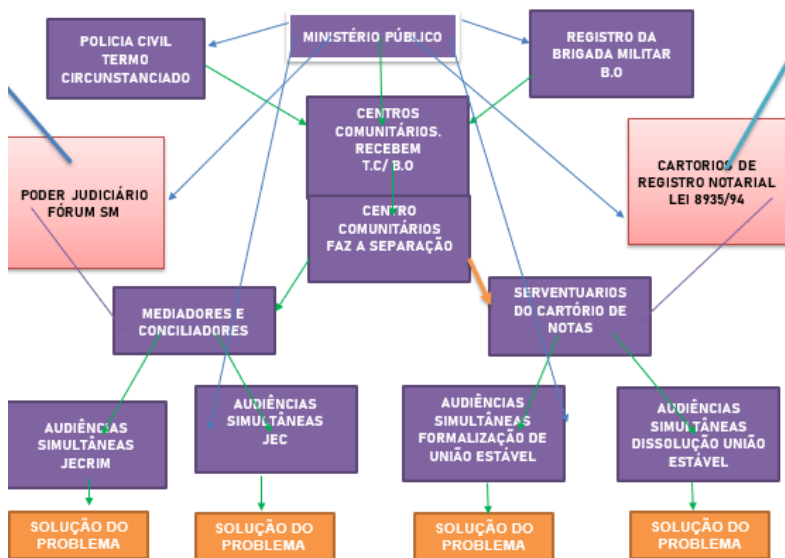 POLICIA CIVIL
TERMO
CIRCUNSTANCIADO
MINISTÉRIO PÚBLICO
REGISTRO DA
BRIGADA MILITAR
B.O
CENTROS
COMUNITÁRIOS.
RECEBEM
T.C/ B.O
PODER JUDICIÁRIO
FÓRUM SM
CARTORIOS DE
REGISTRO NOTARIAL
LEI 8935/94
CENTRO
COMUNITÁRIOS
FAZ A SEPARAÇÃO
MEDIADORES E
CONCILIADORES
SERVENTUARIOS
DO CARTÓRIO DE
NOTAS
AUDIÊNCIAS
SIMULTÂNEAS
JECRIM
AUDIÊNCIAS
SIMULTÂNEAS
JEC
AUDIÊNCIAS
SIMULTÂNEAS
FORMALIZAÇÃO DE
UNIÃO ESTÁVEL
AUDIÊNCIAS
SIMULTÂNEAS
DISSOLUÇÃO UNIÃO
ESTÁVEL
SOLUÇÃO DO
PROBLEMA
SOLUÇÃO DO
PROBLEMA
SOLUÇÃO DO
PROBLEMA
SOLUÇÃO DO
PROBLEMA